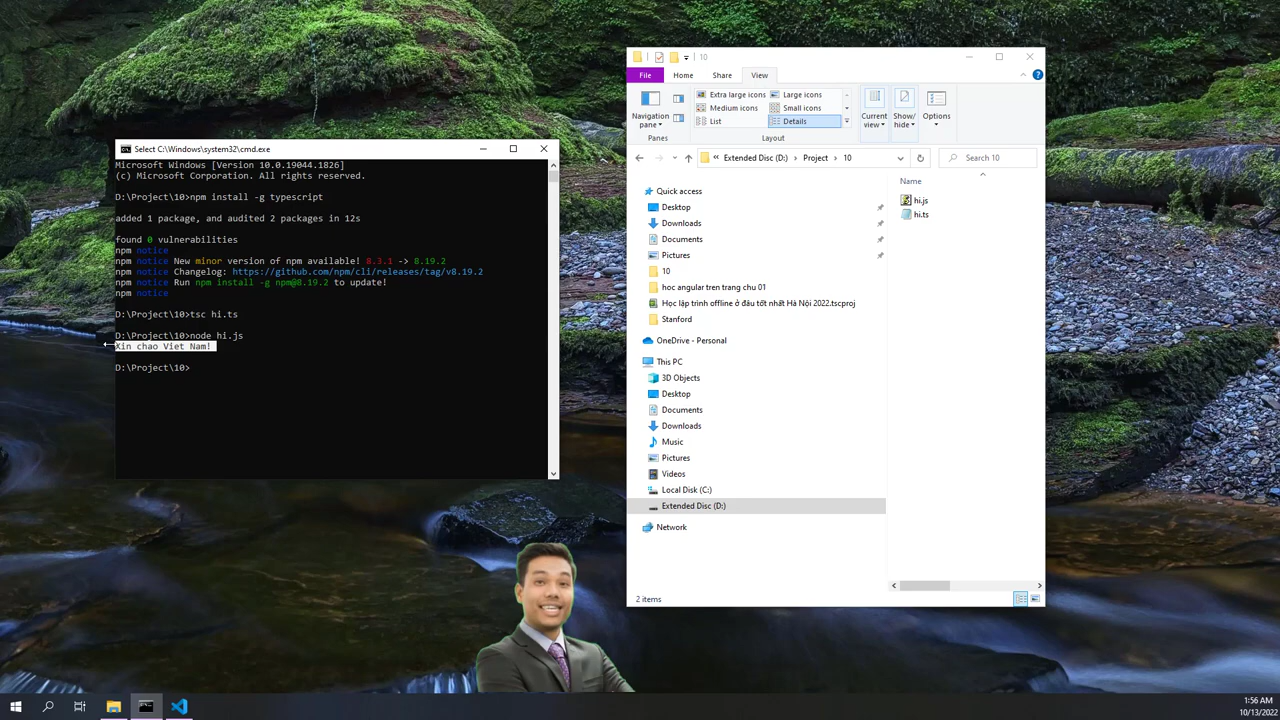 Select C:\Windows\system32\cmd.exe
Microsoft Windows [Version 10.0.19044.1826]
(c) Microsoft Corporation. All rights reserved.
D:\Project\10>npm install -g typescript
added 1 package, and audited 2 packages in 12s
found 0 vulnerabilities
npm notice
npm notice New minor version of npm available! 8.3.1 -> 8.19.2
npm notice Changelog: https://github.com/npm/cli/releases/tag/v8.19.2
npm notice Run npm install -g npm@8.19.2 to update!
npm notice
D:\Project\10>tsc hi.ts
D:\Project\10>node hi.js
Xin chao Viet Nam!
D:\Project\10>
10
File Home Share View
Navigation pane
Extra large icons Large icons
Medium icons Small icons
List Details
Current view
Show/hide
Options
Panes Layout
« Extended Disc (D:) › Project › 10
Search 10
Quick access
Desktop
Downloads
Documents
Pictures
10
hoc angular tren trang chu 01
Học lập trình offline ở đâu tốt nhất Hà Nội 2022.tscproj
Stanford
OneDrive - Personal
This PC
3D Objects
Desktop
Documents
Downloads
Music
Pictures
Videos
Local Disk (C:)
Extended Disc (D:)
Network
Name
hi.js
hi.ts
2 items
1:56 AM
10/13/2022